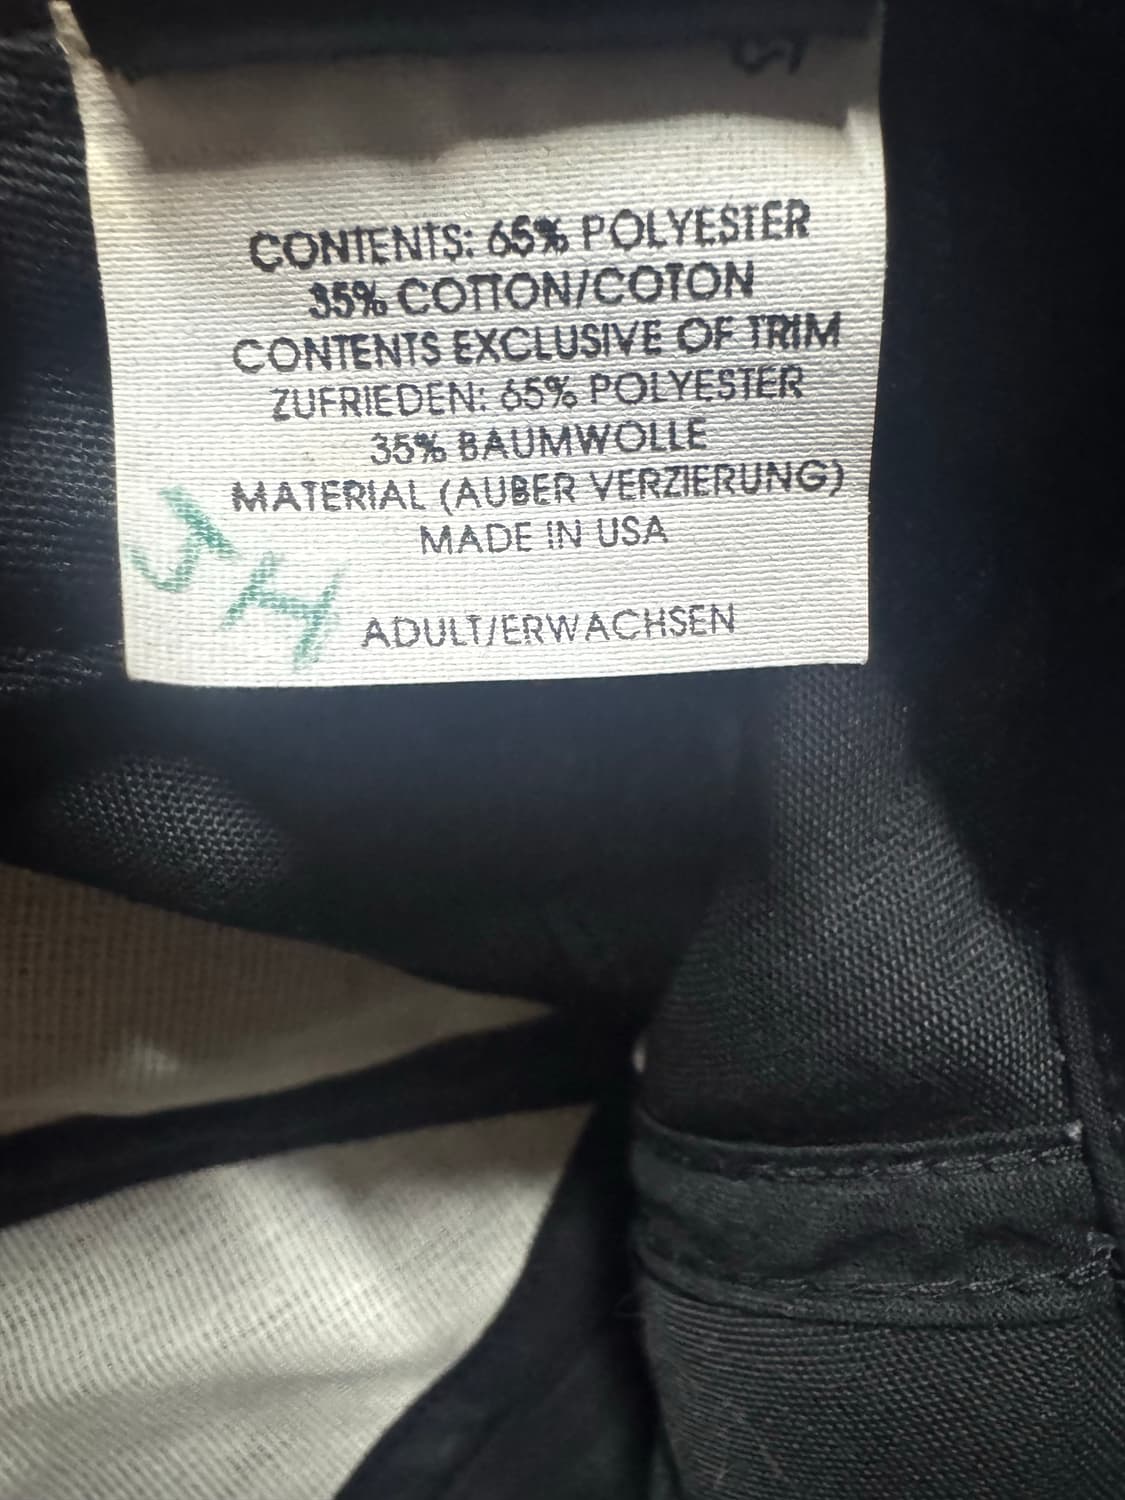 CONTENTS: 65% POLYESTER
35% COTTON/COTON
CONTENTS EXCLUSIVE OF TRIM
ZUFRIEDEN: 65% POLYESTER
35% BAUMWOLLE
MATERIAL (AUBER VERZIERUNG)
MADE IN USA
JH
ADULT/ERWACHSEN